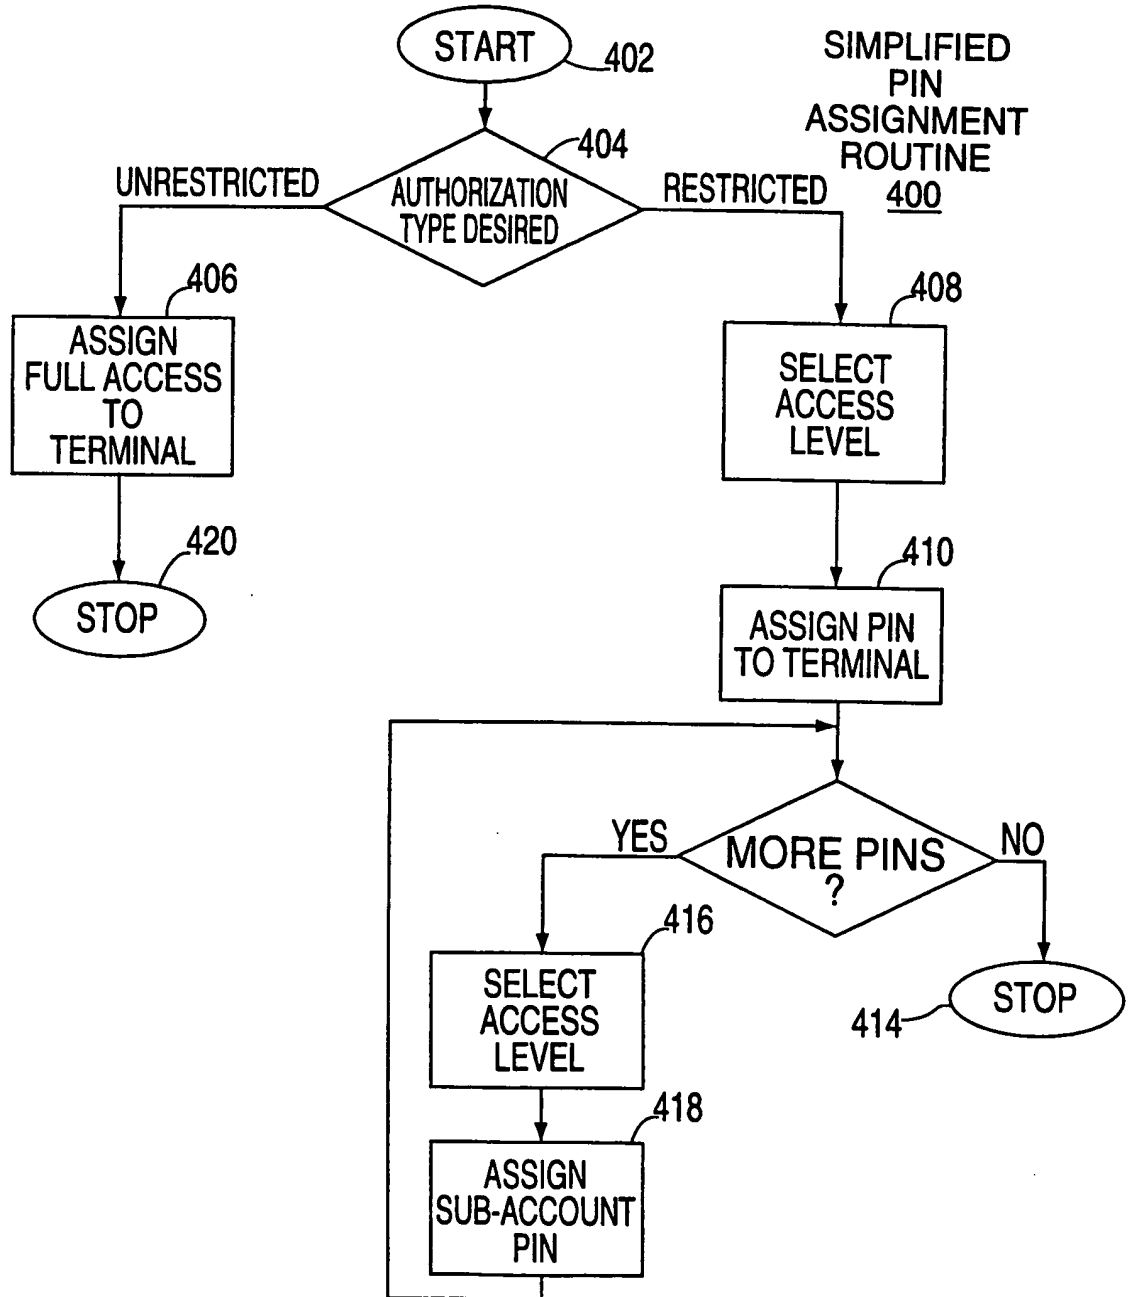 START
402
SIMPLIFIED
PIN
ASSIGNMENT
ROUTINE
400
404
UNRESTRICTED
AUTHORIZATION
TYPE DESIRED
RESTRICTED
406
ASSIGN
FULL ACCESS
TO
TERMINAL
408
SELECT
ACCESS
LEVEL
420
STOP
410
ASSIGN PIN
TO TERMINAL
YES
MORE PINS
?
NO
416
SELECT
ACCESS
LEVEL
STOP
414
418
ASSIGN
SUB-ACCOUNT
PIN